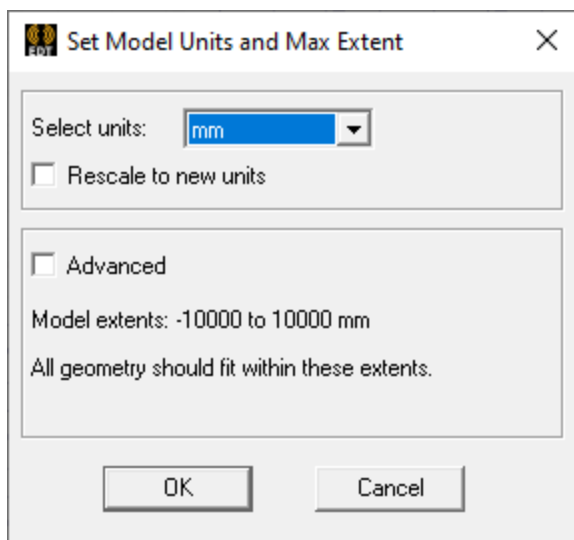 EDT Set Model Units and Max Extent
Select units: mm
Rescale to new units
Advanced
Model extents: -10000 to 10000 mm
All geometry should fit within these extents.
OK Cancel